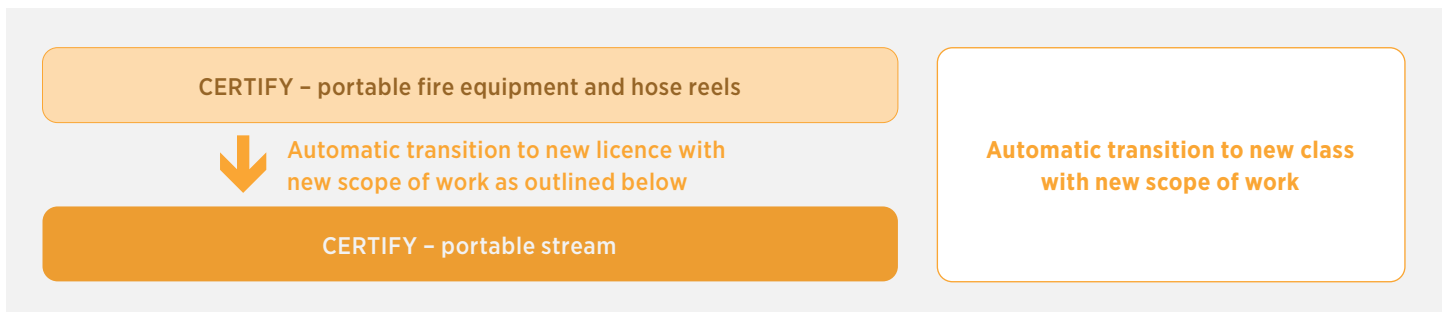 CERTIFY – portable fire equipment and hose reels
Automatic transition to new licence with
new scope of work as outlined below
CERTIFY – portable stream
Automatic transition to new class
with new scope of work